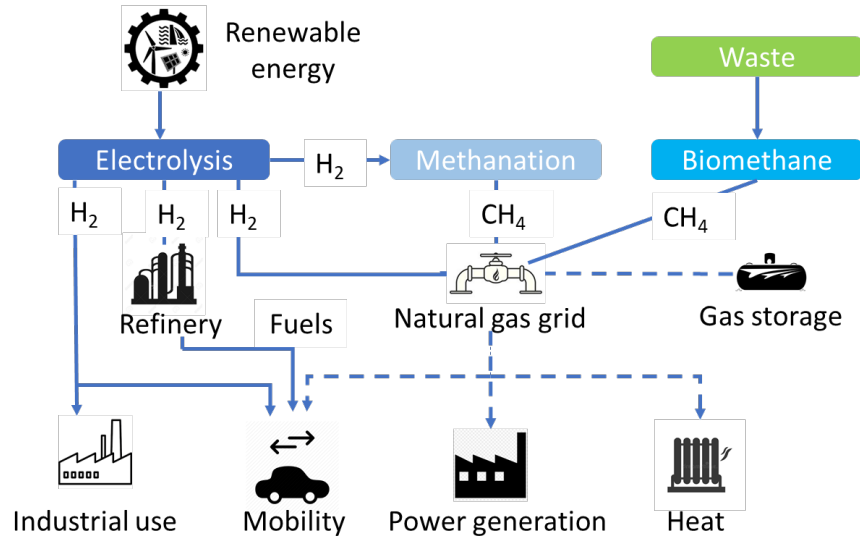 Renewable
energy
Waste
Electrolysis
H₂
Methanation
Biomethane
H₂
H₂
H₂
CH₄
CH₄
Refinery
Fuels
Natural gas grid
Gas storage
Industrial use
Mobility
Power generation
Heat